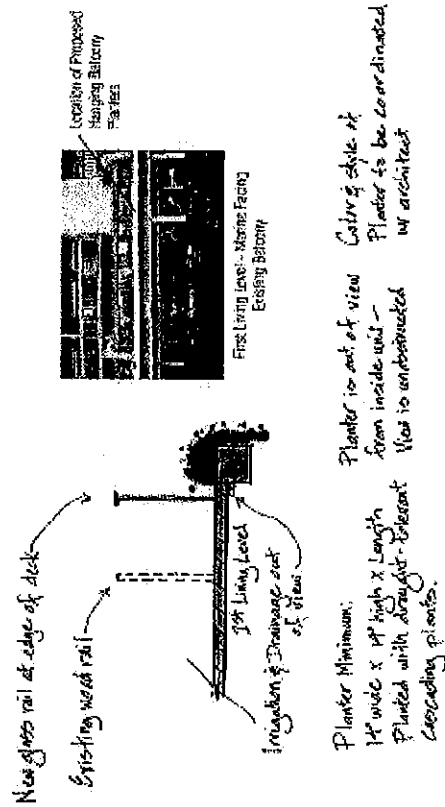 New glass rail at edge of deck
Existing wood rail
1st Living Level
Irrigation & Drainage out
of view
Location of Proposed
Hanging Balcony
Planters
First Living Level - Marine Facing
Existing Balcony
Planter Minimum:
14" wide x 14" high x Length
Planted with drought-tolerant
Cascading plants.
Planter is out of view
from inside unit -
View is unobstructed
Color & style of
Planter to be coordinated
w/ architect